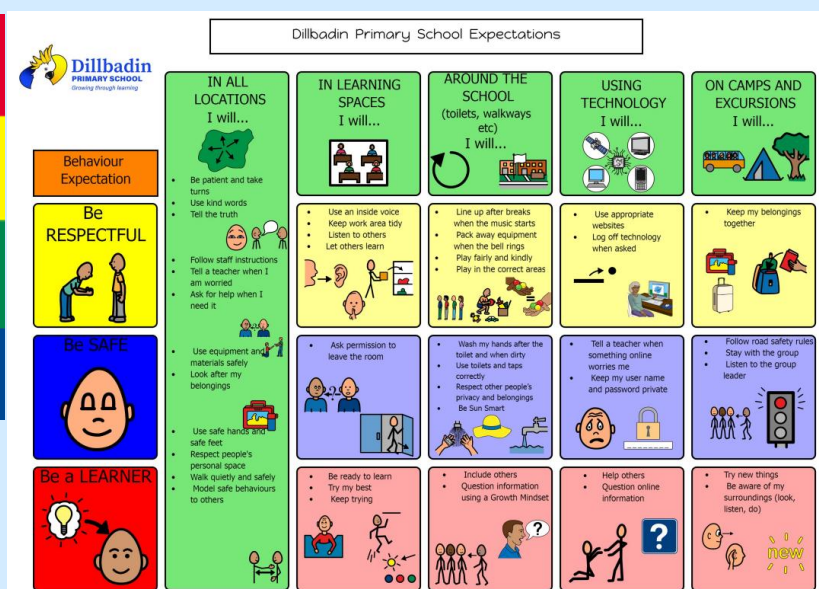 Dillbadin Primary School Expectations
Dillbadin
PRIMARY SCHOOL
Growing through learning
Behaviour
Expectation
IN ALL
LOCATIONS
I will...
• Be patient and take
turns
• Use kind words
• Tell the truth
• Follow staff instructions
• Tell a teacher when I
am worried
• Ask for help when I
need it
• Use equipment and
materials safely
• Look after my
belongings
• Use safe hands and
safe feet
• Respect people's
personal space
• Walk quietly and safely
• Model safe behaviours
to others
IN LEARNING
SPACES
I will...
AROUND THE
SCHOOL
(toilets, walkways
etc)
I will...
USING
TECHNOLOGY
I will...
ON CAMPS AND
EXCURSIONS
I will...
Be
RESPECTFUL
• Use an inside voice
• Keep work area tidy
• Listen to others
• Let others learn
• Line up after breaks
when the music starts
• Pack away equipment
when the bell rings
• Play fairly and kindly
• Play in the correct areas
• Use appropriate
websites
• Log off technology
when asked
• Keep my belongings
together
Be SAFE
• Ask permission to
leave the room
?
• Wash my hands after the
toilet and when dirty
• Use toilets and taps
correctly
• Respect other people's
privacy and belongings
• Be Sun Smart
• Tell a teacher when
something online
worries me
• Keep my user name
and password private
• Follow road safety rules
• Stay with the group
• Listen to the group
leader
Be a LEARNER
• Be ready to learn
• Try my best
• Keep trying
• Include others
• Question information
using a Growth Mindset
?
• Help others
• Question online
information
?
• Try new things
• Be aware of my
surroundings (look,
listen, do)
new